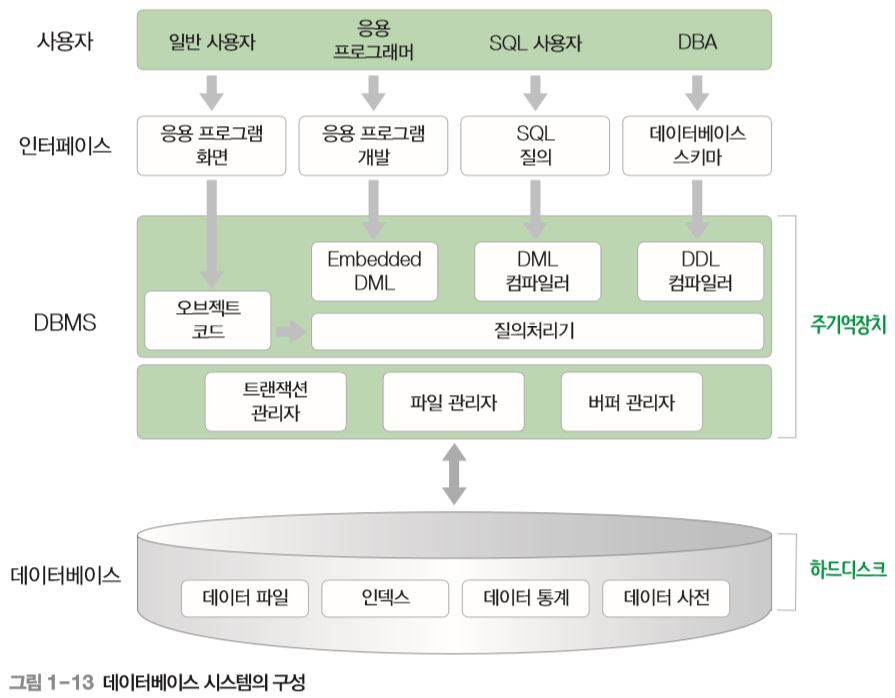 사용자
일반 사용자
응용
프로그래머
SQL 사용자
DBA
인터페이스
응용 프로그램
화면
응용 프로그램
개발
SQL
질의
데이터베이스
스키마
DBMS
Embedded
DML
DML
컴파일러
DDL
컴파일러
오브젝트
코드
질의처리기
주기억장치
트랜잭션
관리자
파일 관리자
버퍼 관리자
데이터베이스
하드디스크
데이터 파일
인덱스
데이터 통계
데이터 사전
그림 1-13 데이터베이스 시스템의 구성